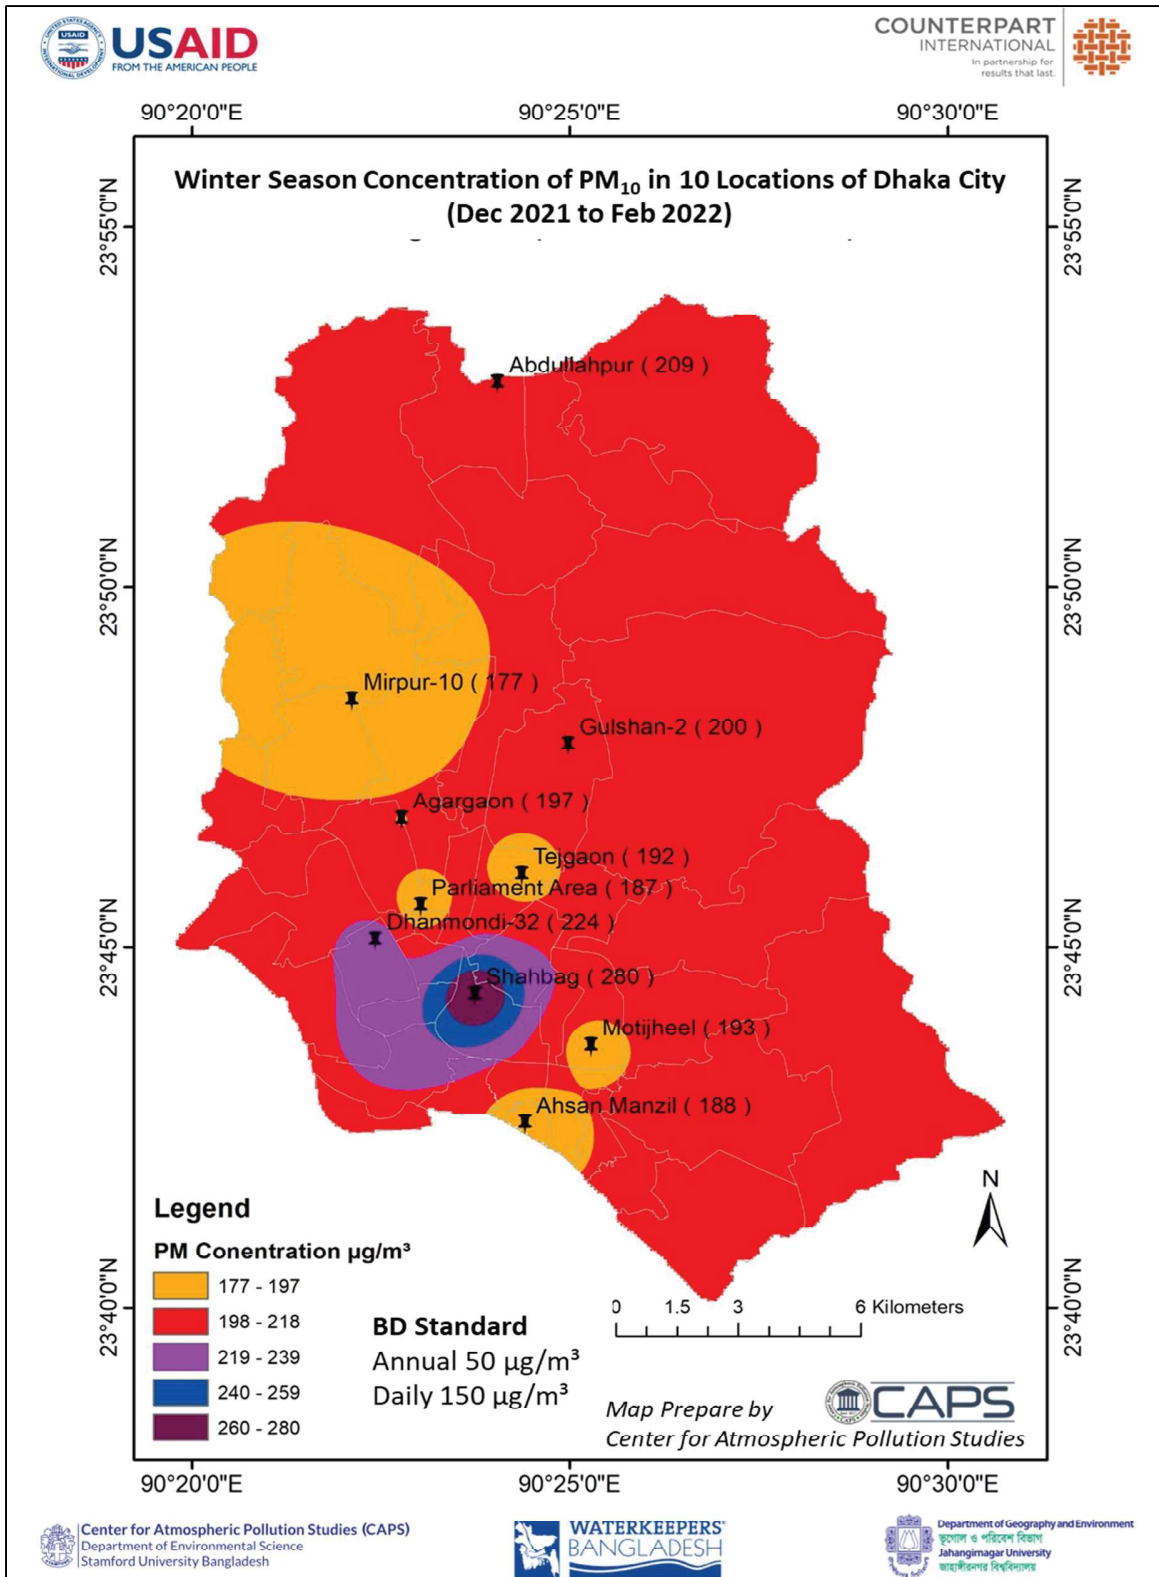 UNITED STATES AGENCY
USAID
INTERNATIONAL DEVELOPMENT
USAID
FROM THE AMERICAN PEOPLE
COUNTERPART
INTERNATIONAL
In partnership for
results that last.
90°20'0"E 90°25'0"E 90°30'0"E
Winter Season Concentration of PM₁₀ in 10 Locations of Dhaka City
(Dec 2021 to Feb 2022)
23°55'0"N 23°55'0"N
Abdullahpur ( 209 )
23°50'0"N 23°50'0"N
Mirpur-10 ( 177 )
Gulshan-2 ( 200 )
Agargaon ( 197 )
Tejgaon ( 192 )
Parliament Area ( 187 )
Dhanmondi-32 ( 224 )
23°45'0"N 23°45'0"N
Shahbag ( 280 )
Motijheel ( 193 )
Ahsan Manzil ( 188 )
N
Legend
PM Conentration µg/m³
177 - 197
198 - 218
219 - 239
240 - 259
260 - 280
23°40'0"N 23°40'0"N
0 1.5 3 6 Kilometers
BD Standard
Annual 50 µg/m³
Daily 150 µg/m³
CAPS
Map Prepare by
Center for Atmospheric Pollution Studies
90°20'0"E 90°25'0"E 90°30'0"E
Center for Atmospheric Pollution Studies (CAPS)
Department of Environmental Science
Stamford University Bangladesh
WATERKEEPERS®
BANGLADESH
Department of Geography and Environment
ভূগোল ও পরিবেশ বিভাগ
Jahangirnagar University
জাহাঙ্গীরনগর বিশ্ববিদ্যালয়